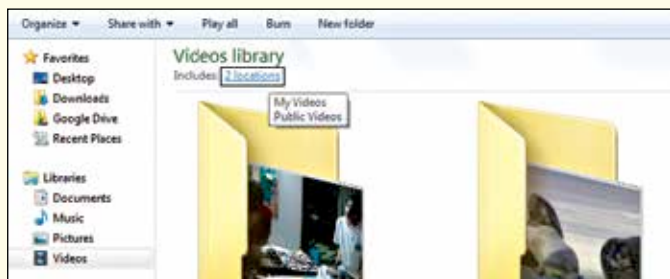 Organize Share with Play all Burn New folder
Favorites
Desktop
Downloads
Google Drive
Recent Places
Libraries
Documents
Music
Pictures
Videos
Videos library
Includes: 2 locations
My Videos
Public Videos